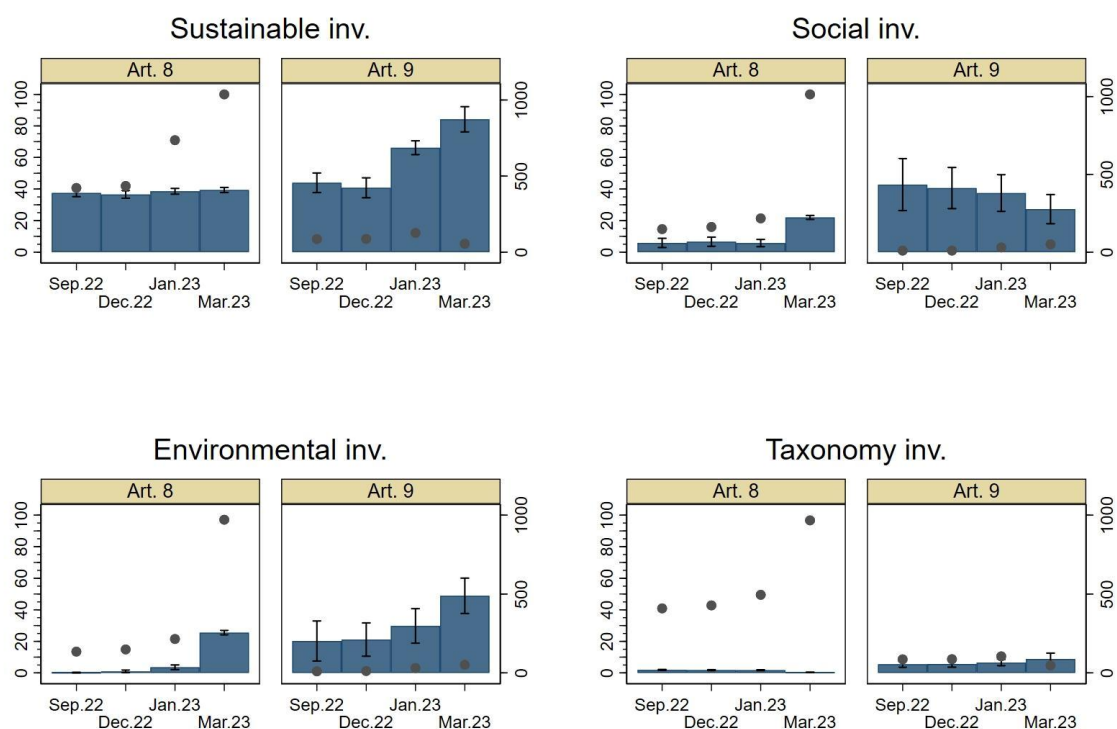 Sustainable inv.
Art. 8
Art. 9
0 20 40 60 80 100
0 500 1000
Sep.22 Dec.22 Jan.23 Mar.23
Sep.22 Dec.22 Jan.23 Mar.23
Social inv.
Art. 8
Art. 9
0 20 40 60 80 100
0 500 1000
Sep.22 Dec.22 Jan.23 Mar.23
Sep.22 Dec.22 Jan.23 Mar.23
Environmental inv.
Art. 8
Art. 9
0 20 40 60 80 100
0 500 1000
Sep.22 Dec.22 Jan.23 Mar.23
Sep.22 Dec.22 Jan.23 Mar.23
Taxonomy inv.
Art. 8
Art. 9
0 20 40 60 80 100
0 500 1000
Sep.22 Dec.22 Jan.23 Mar.23
Sep.22 Dec.22 Jan.23 Mar.23